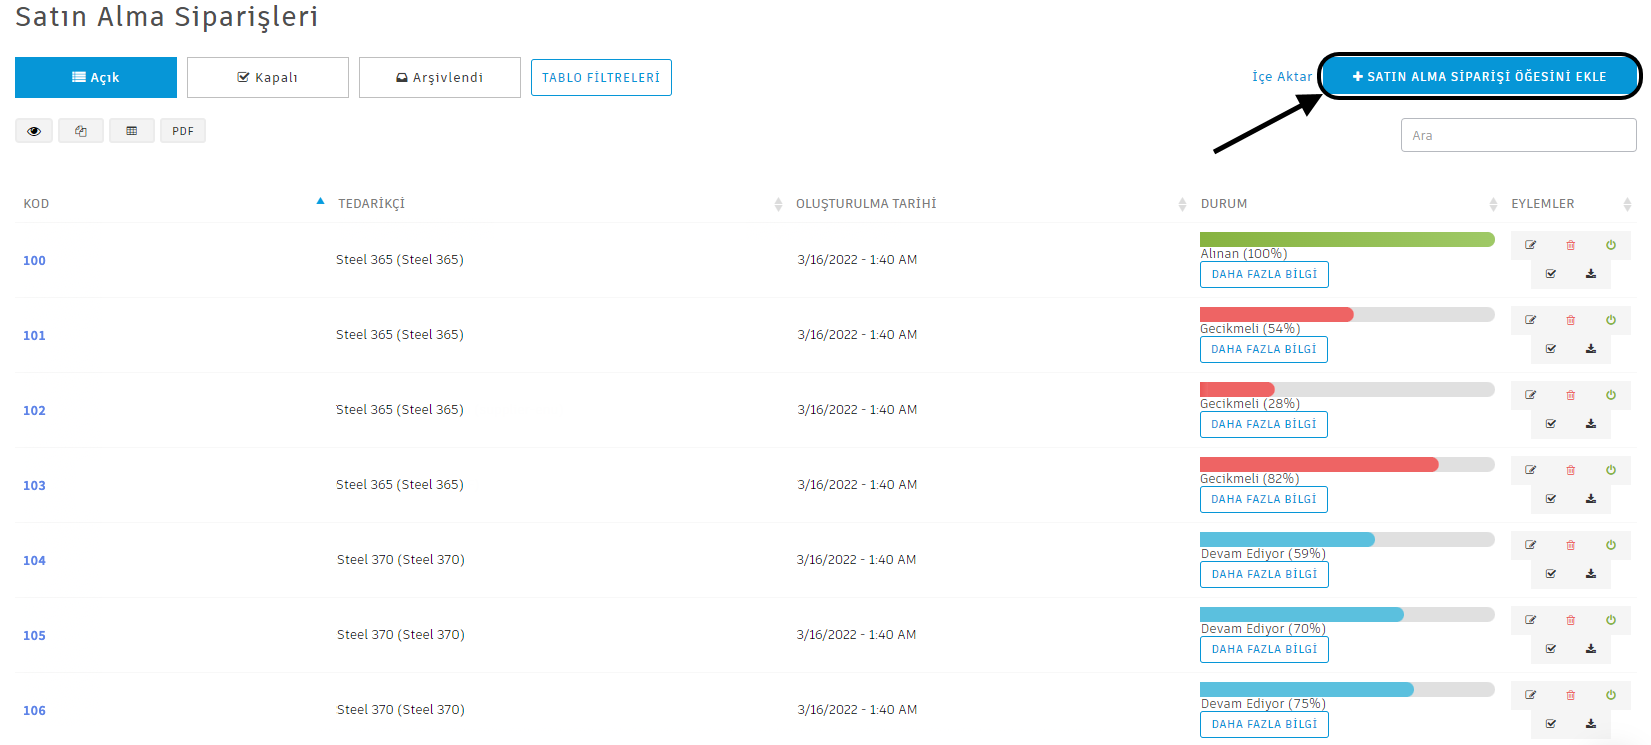 Satın Alma Siparişleri
Açık Kapalı Arşivlendi TABLO FİLTRELERİ İçe Aktar + SATIN ALMA SİPARİŞİ ÖĞESİNİ EKLE
PDF Ara
KOD TEDARİKÇİ OLUŞTURULMA TARİHİ DURUM EYLEMLER
100 Steel 365 (Steel 365) 3/16/2022 - 1:40 AM Alınan (100%)
DAHA FAZLA BİLGİ
101 Steel 365 (Steel 365) 3/16/2022 - 1:40 AM Gecikmeli (54%)
DAHA FAZLA BİLGİ
102 Steel 365 (Steel 365) 3/16/2022 - 1:40 AM Gecikmeli (28%)
DAHA FAZLA BİLGİ
103 Steel 365 (Steel 365) 3/16/2022 - 1:40 AM Gecikmeli (82%)
DAHA FAZLA BİLGİ
104 Steel 370 (Steel 370) 3/16/2022 - 1:40 AM Devam Ediyor (59%)
DAHA FAZLA BİLGİ
105 Steel 370 (Steel 370) 3/16/2022 - 1:40 AM Devam Ediyor (70%)
DAHA FAZLA BİLGİ
106 Steel 370 (Steel 370) 3/16/2022 - 1:40 AM Devam Ediyor (75%)
DAHA FAZLA BİLGİ